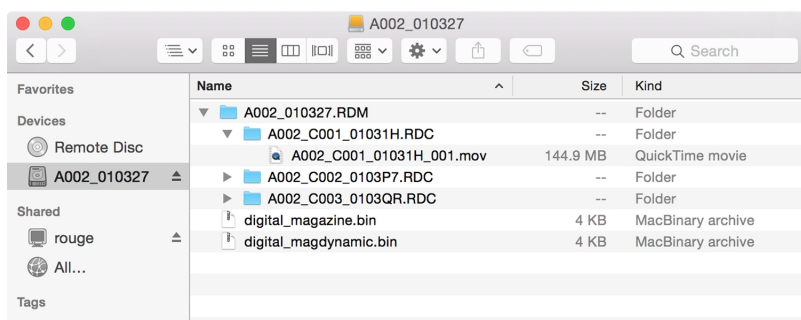 A002_010327
Search
Favorites
Devices
Remote Disc
A002_010327
Shared
rouge
All...
Tags
Name Size Kind
A002_010327.RDM -- Folder
A002_C001_01031H.RDC -- Folder
A002_C001_01031H_001.mov 144.9 MB QuickTime movie
A002_C002_0103P7.RDC -- Folder
A002_C003_0103QR.RDC -- Folder
digital_magazine.bin 4 KB MacBinary archive
digital_magdynamic.bin 4 KB MacBinary archive